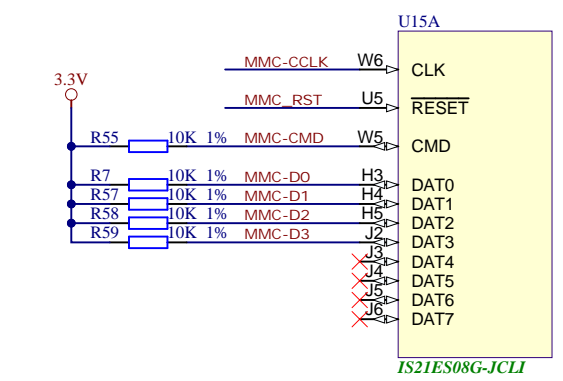 U15A
MMC-CCLK W6 CLK
3.3V
MMC_RST U5 RESET
R55 10K 1% MMC-CMD W5 CMD
R7 10K 1% MMC-D0 H3 DAT0
R57 10K 1% MMC-D1 H4 DAT1
R58 10K 1% MMC-D2 H5 DAT2
R59 10K 1% MMC-D3 J2 DAT3
J3 DAT4
J4 DAT5
J5 DAT6
J6 DAT7
IS21ES08G-JCLI